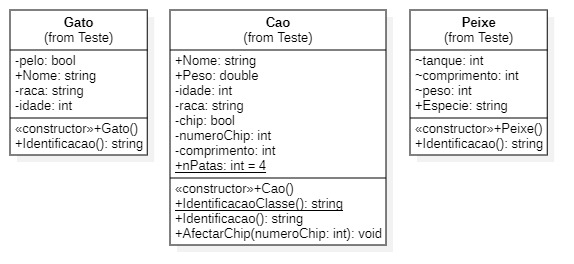 Gato
(from Teste)
-pelo: bool
+Nome: string
-raca: string
-idade: int
«constructor»+Gato()
+Identificacao(): string
Cao
(from Teste)
+Nome: string
+Peso: double
-idade: int
-raca: string
-chip: bool
-numeroChip: int
-comprimento: int
+nPatas: int = 4
«constructor»+Cao()
+IdentificacaoClasse(): string
+Identificacao(): string
+AfectarChip(numeroChip: int): void
Peixe
(from Teste)
~tanque: int
~comprimento: int
~peso: int
+Especie: string
«constructor»+Peixe()
+Identificacao(): string